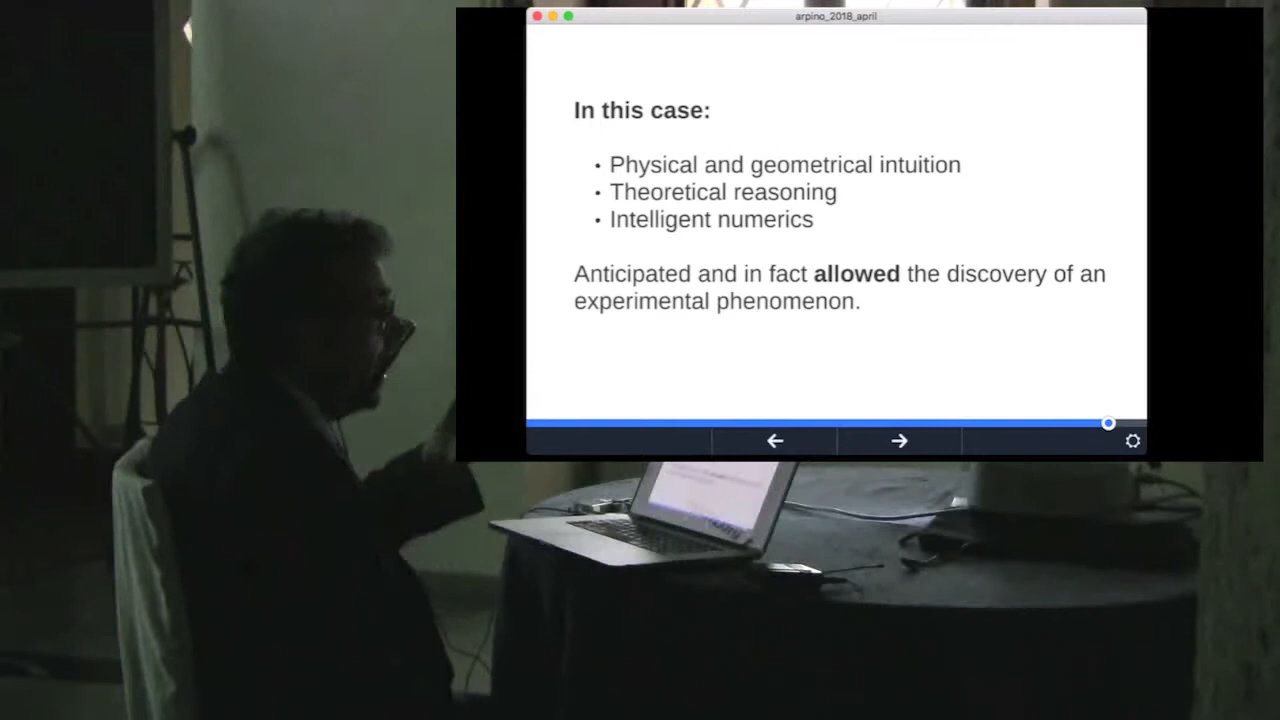 arpino_2018_april
In this case:
• Physical and geometrical intuition
• Theoretical reasoning
• Intelligent numerics
Anticipated and in fact allowed the discovery of an
experimental phenomenon.